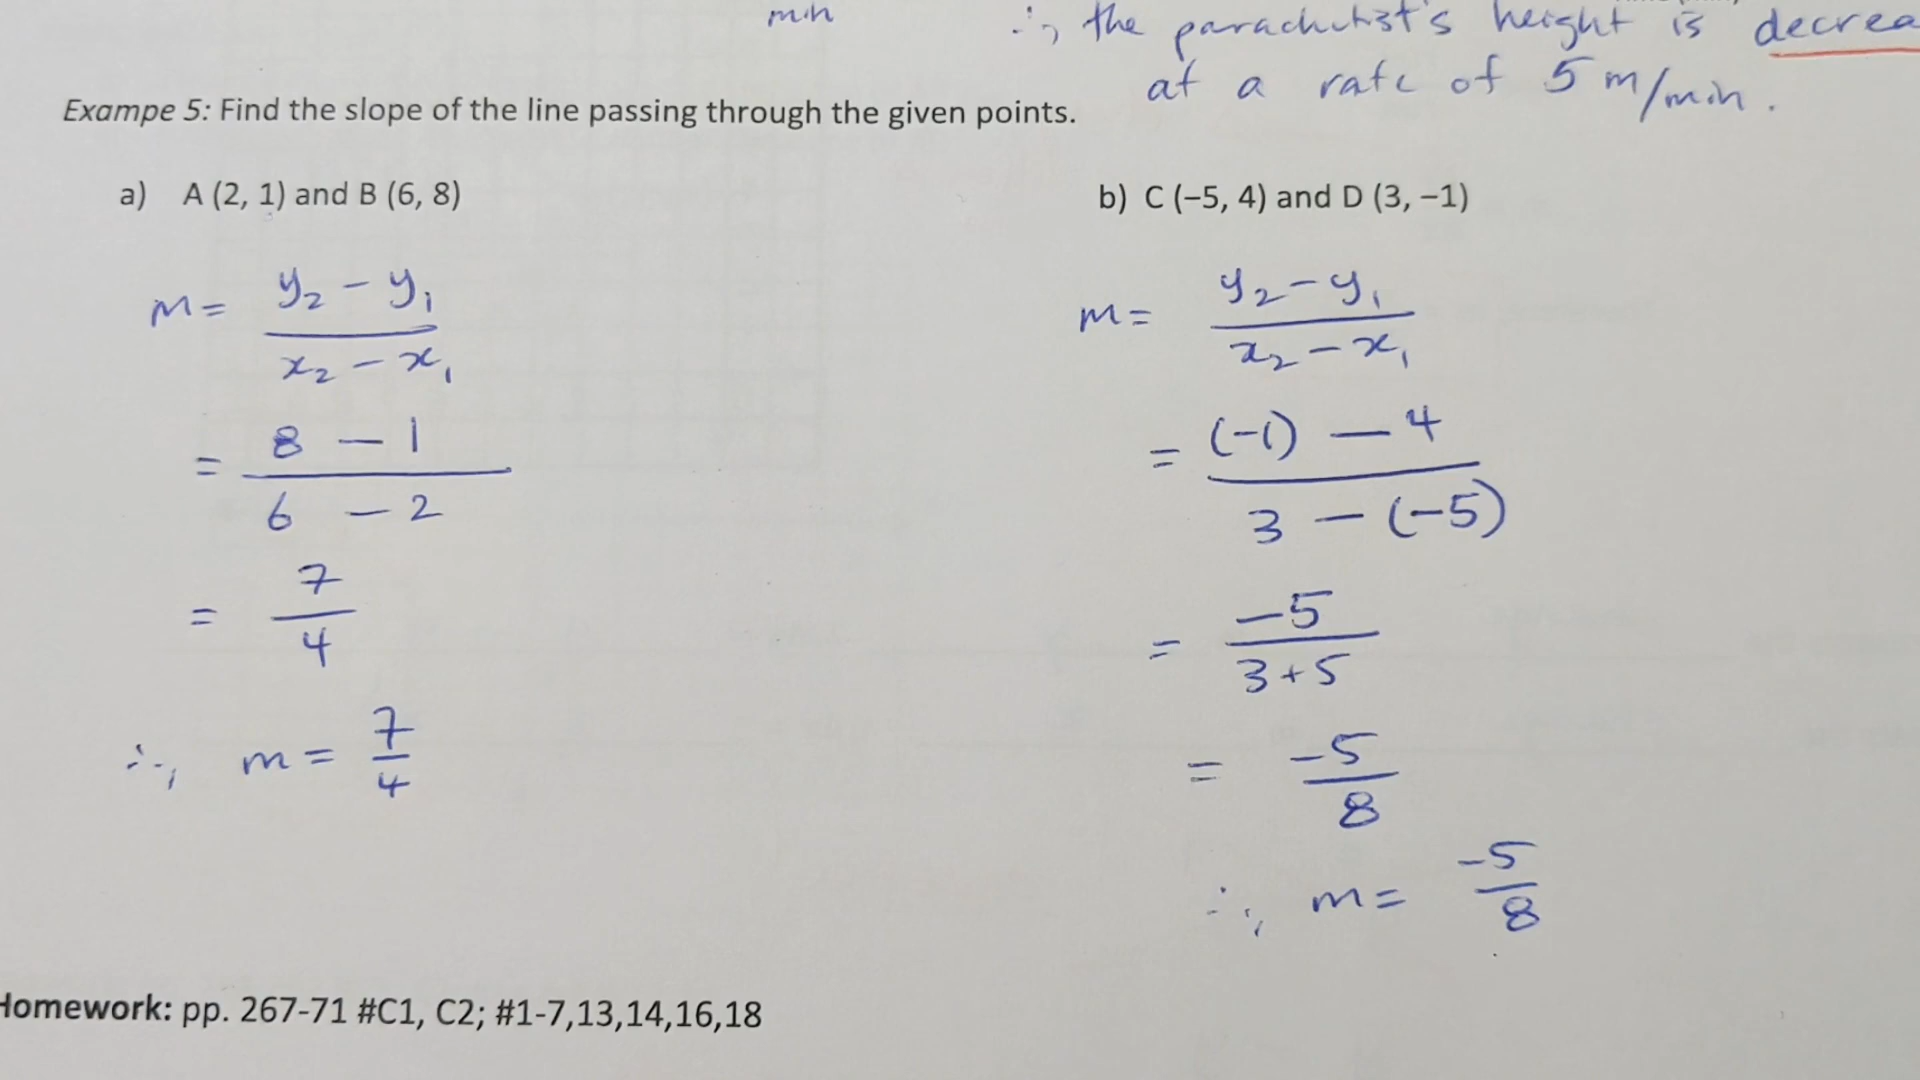 min
∴, the parachutist's height is decrea
at a rate of 5 m/min.
Exampe 5: Find the slope of the line passing through the given points.
a) A (2, 1) and B (6, 8)
m = y₂ - y₁
x₂ - x₁
= 8 - 1
6 - 2
= 7
4
∴, m = 7
4
b) C (–5, 4) and D (3, –1)
m = y₂ - y₁
x₂ - x₁
= (-1) - 4
3 - (-5)
= -5
3+5
= -5
8
∴, m = -5
8
Homework: pp. 267-71 #C1, C2; #1-7,13,14,16,18